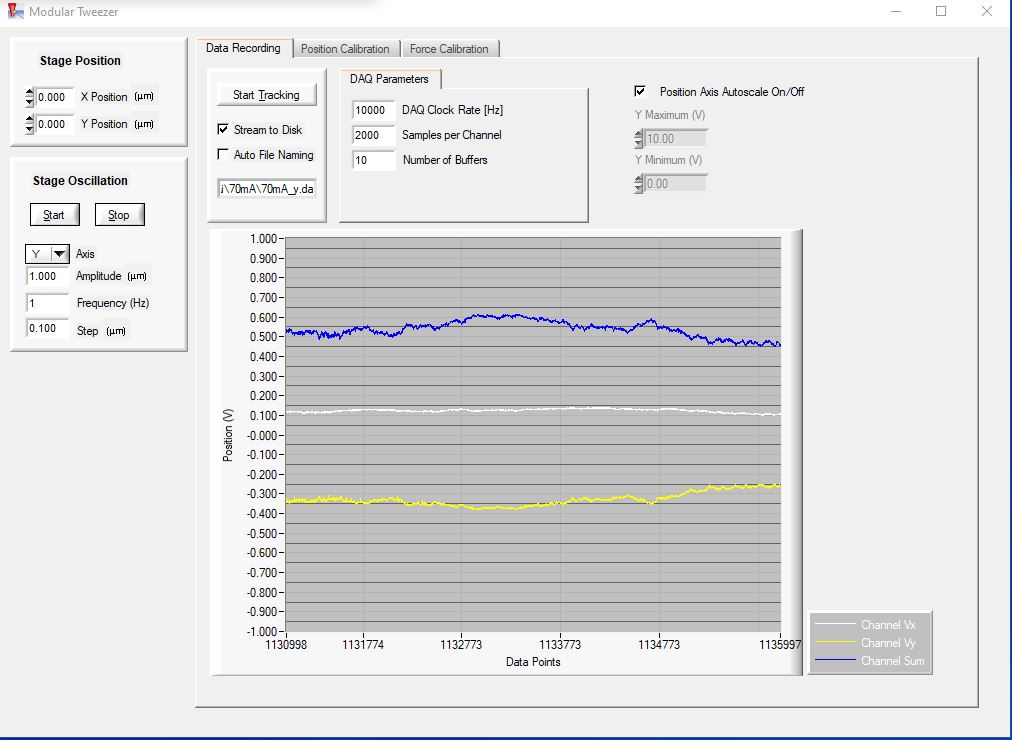 Modular Tweezer
Stage Position
0.000 X Position (μm)
0.000 Y Position (μm)
Stage Oscillation
Start Stop
Y Axis
1.000 Amplitude (μm)
1 Frequency (Hz)
0.100 Step (μm)
Data Recording Position Calibration Force Calibration
Start Tracking
Stream to Disk
Auto File Naming
i\70mA\70mA_y.da
DAQ Parameters
10000 DAQ Clock Rate [Hz]
2000 Samples per Channel
10 Number of Buffers
Position Axis Autoscale On/Off
Y Maximum (V)
10.00
Y Minimum (V)
0.00
Position (V)
1.000
0.900
0.800
0.700
0.600
0.500
0.400
0.300
0.200
0.100
-0.000
-0.100
-0.200
-0.300
-0.400
-0.500
-0.600
-0.700
-0.800
-0.900
-1.000
1130998 1131774 1132773 1133773 1134773 1135997
Data Points
Channel Vx
Channel Vy
Channel Sum